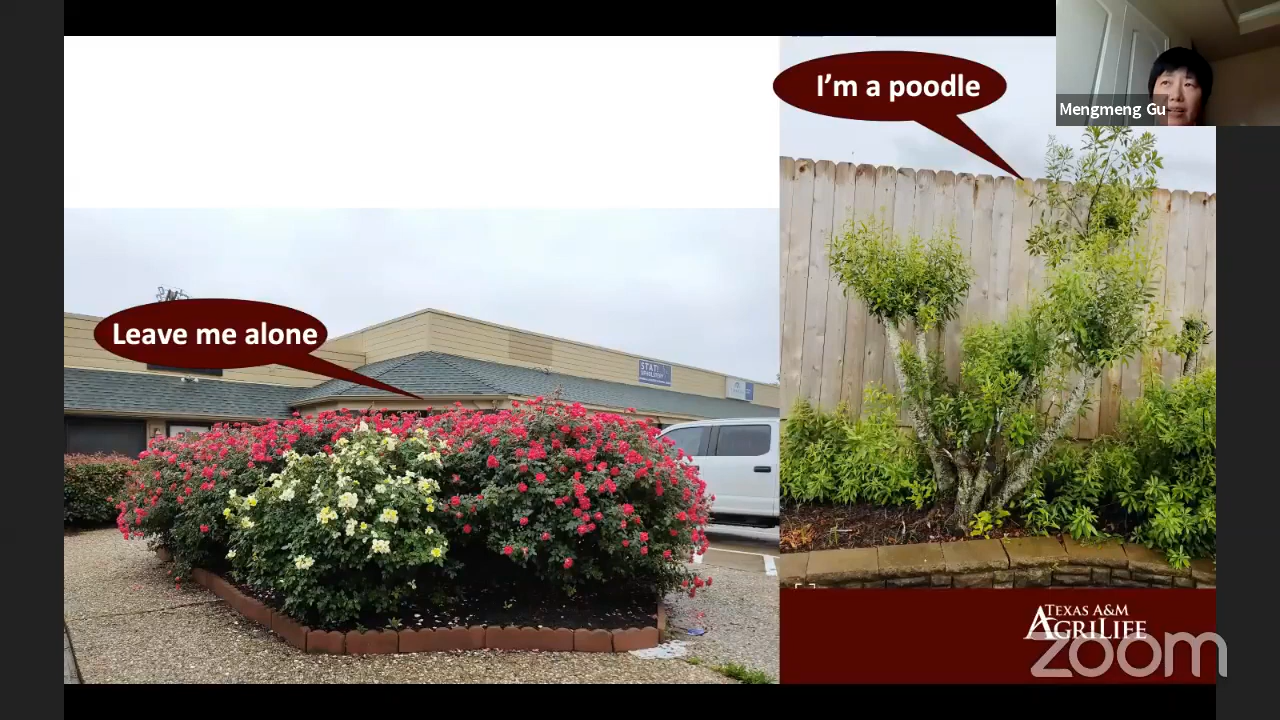 I'm a poodle
Mengmeng Gu
Leave me alone
TEXAS A&M
AGRILIFE
zoom